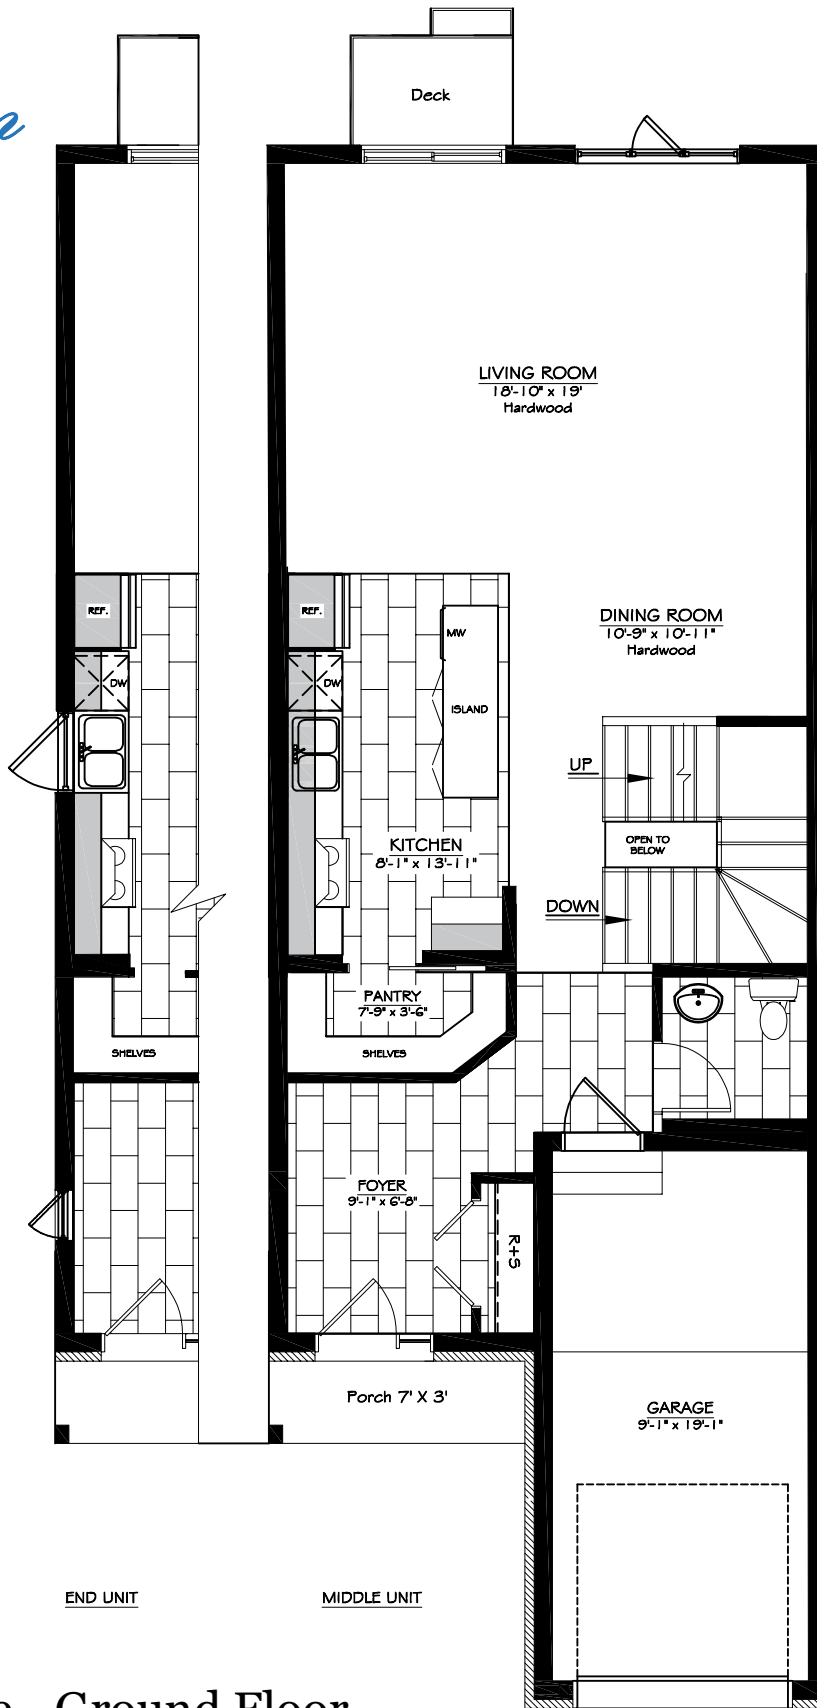 Deck
LIVING ROOM
18'-10" x 19'
Hardwood
REF.
REF.
MW
DINING ROOM
10'-9" x 10'-11"
Hardwood
DW
DW
ISLAND
UP
KITCHEN
8'-1" x 13'-11"
OPEN TO
BELOW
DOWN
PANTRY
7'-9" x 3'-6"
SHELVES
SHELVES
FOYER
9'-1" x 6'-8"
R+S
Porch 7' X 3'
GARAGE
9'-1" x 19'-1"
END UNIT
MIDDLE UNIT
Ground Floor